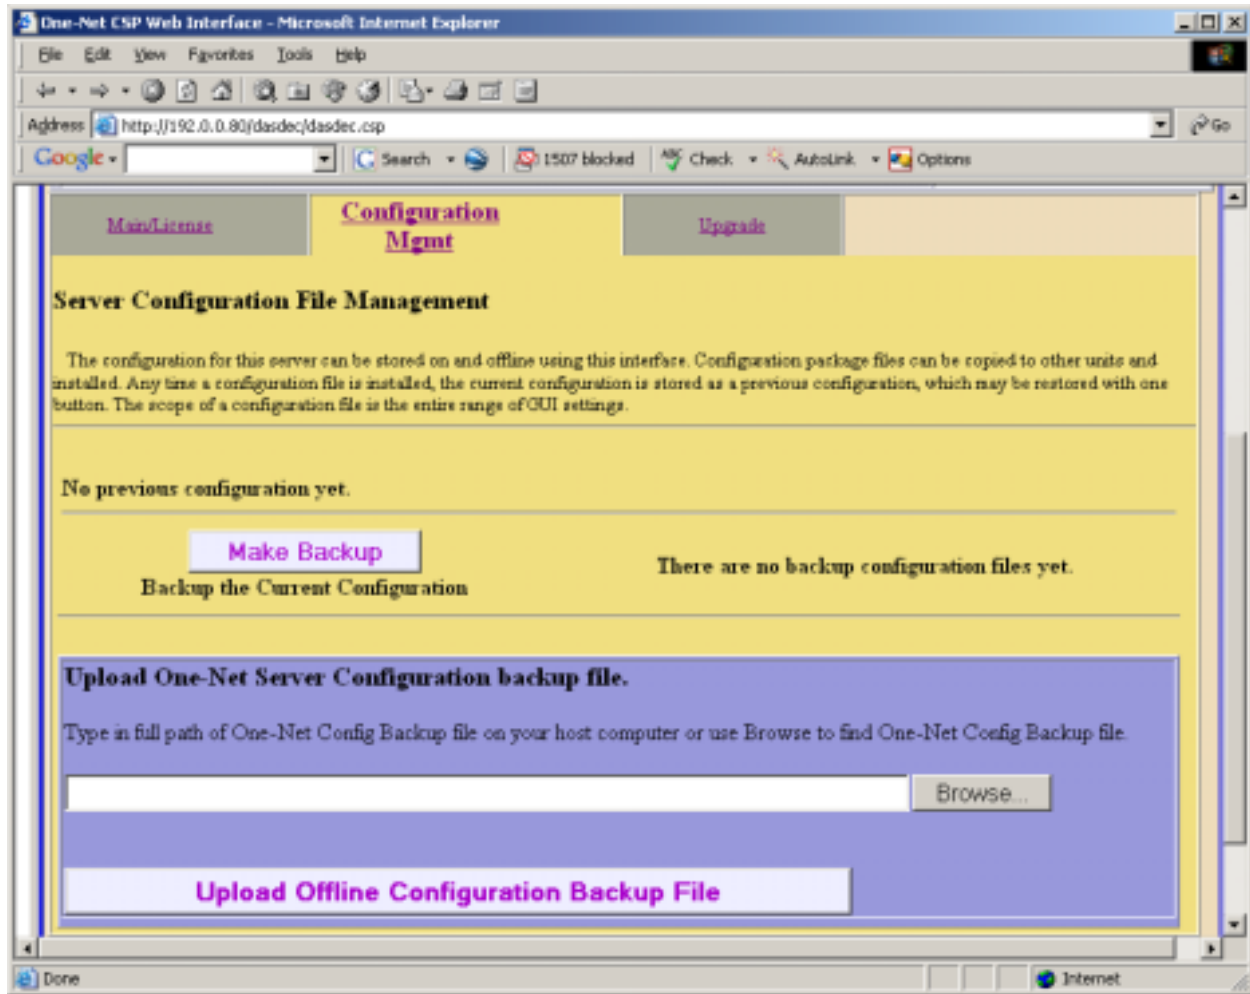 One-Net CSP Web Interface - Microsoft Internet Explorer
File Edit View Favorites Tools Help
Address http://192.0.0.80/dasdec/dasdec.csp Go
Google Search 1507 blocked ABC Check AutoLink Options
Main/License Configuration Mgmt Upgrade
Server Configuration File Management
The configuration for this server can be stored on and offline using this interface. Configuration package files can be copied to other units and
installed. Any time a configuration file is installed, the current configuration is stored as a previous configuration, which may be restored with one
button. The scope of a configuration file is the entire range of GUI settings.
No previous configuration yet.
Make Backup
Backup the Current Configuration
There are no backup configuration files yet.
Upload One-Net Server Configuration backup file.
Type in full path of One-Net Config Backup file on your host computer or use Browse to find One-Net Config Backup file.
Browse...
Upload Offline Configuration Backup File
Done Internet